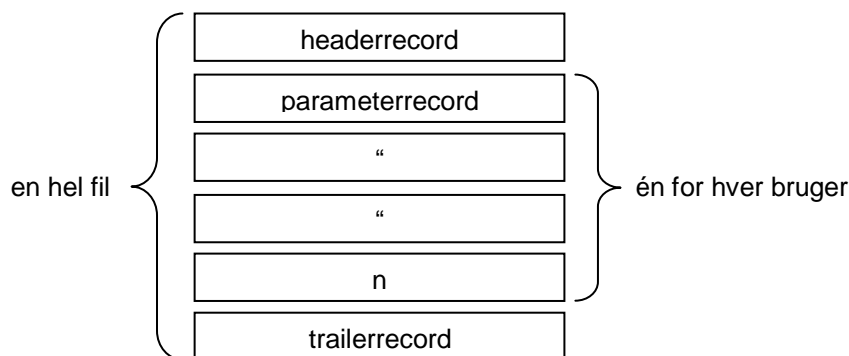 headerrecord
parameterrecord
“
en hel fil
én for hver bruger
“
n
trailerrecord